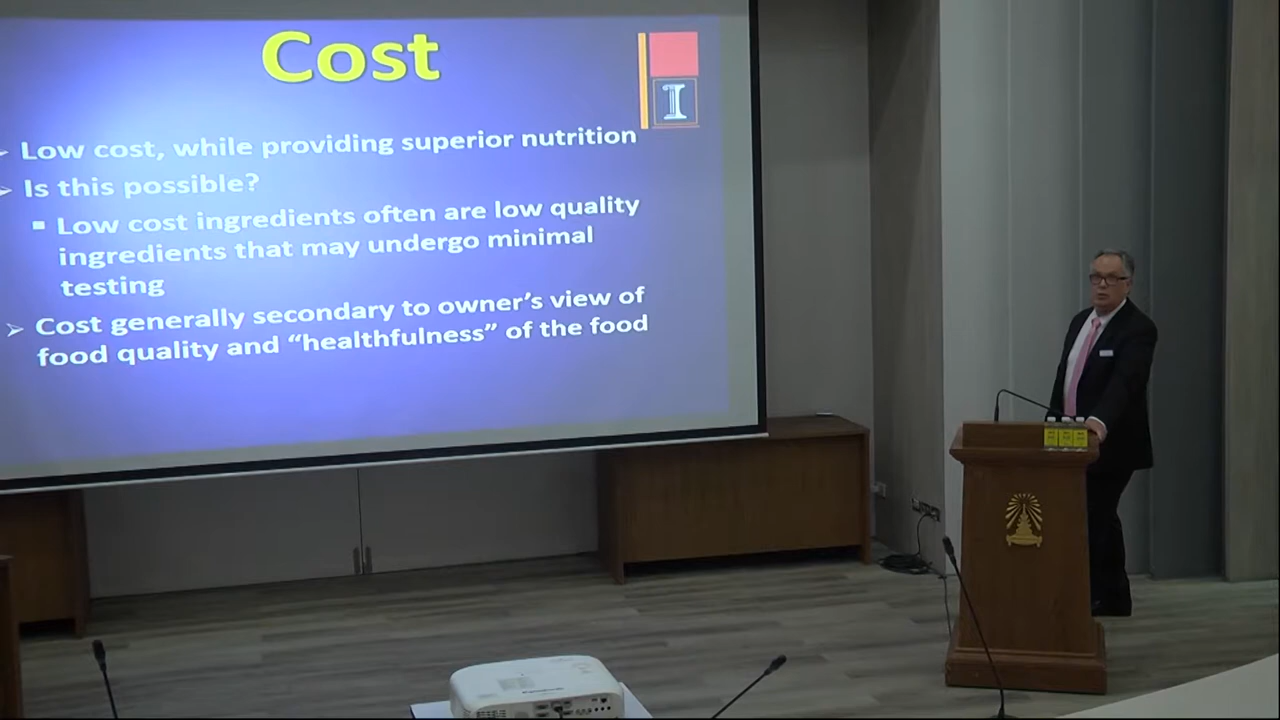 Cost
I
Low cost, while providing superior nutrition
Is this possible?
Low cost ingredients often are low quality
ingredients that may undergo minimal
testing
Cost generally secondary to owner's view of
food quality and “healthfulness” of the food